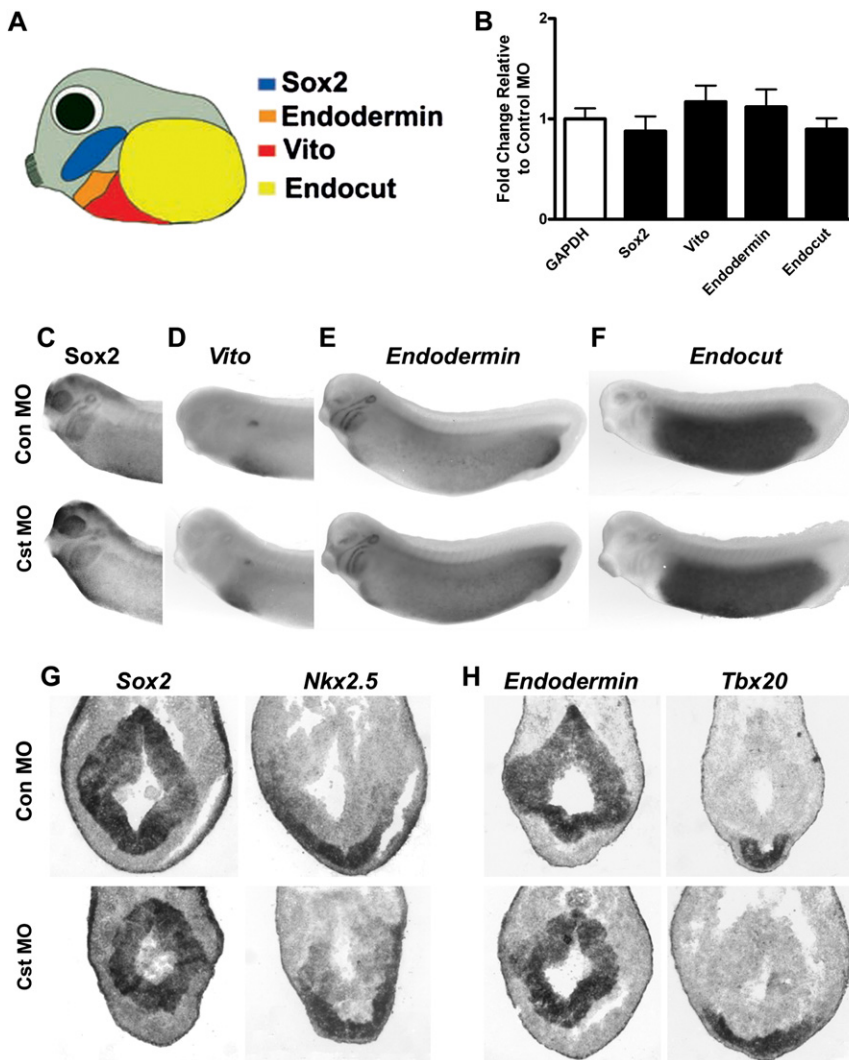 A
Sox2
Endodermin
Vito
Endocut
B
Fold Change Relative
to Control MO
2
1
0
GAPDH
Sox2
Vito
Endodermin
Endocut
C
Sox2
D
Vito
E
Endodermin
F
Endocut
Con MO
Cst MO
G
Sox2
Nkx2.5
H
Endodermin
Tbx20
Con MO
Cst MO